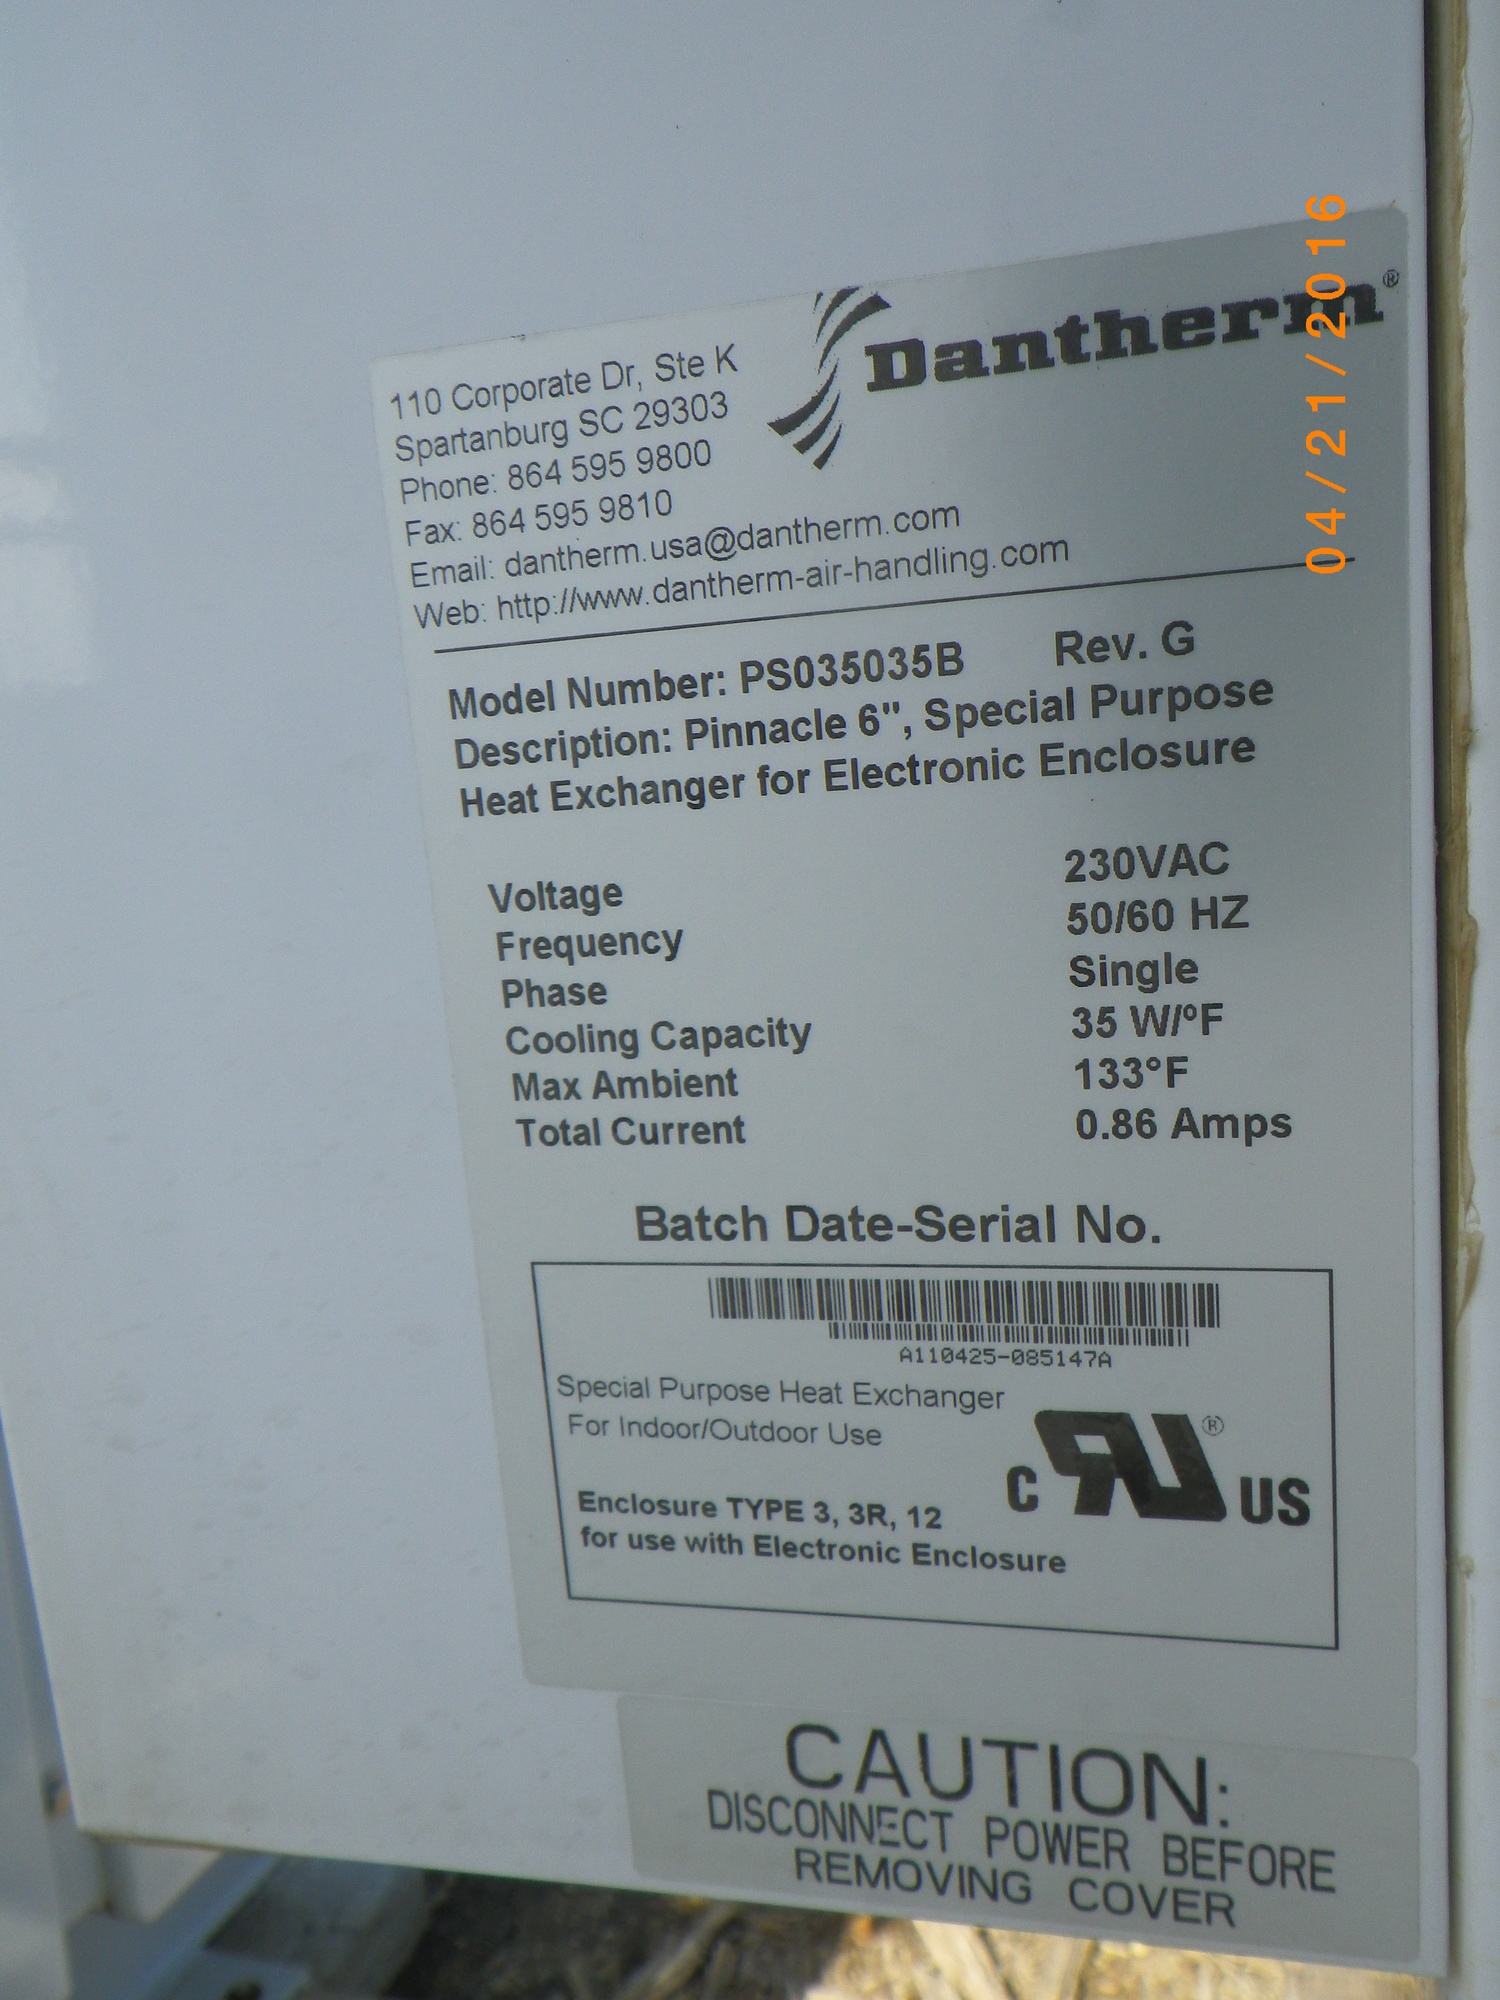 110 Corporate Dr, Ste K
Spartanburg SC 29303
Phone: 864 595 9800
Fax: 864 595 9810
Email: dantherm.usa@dantherm.com
Web: http://www.dantherm-air-handling.com
Dantherm®
Model Number: PS035035B Rev. G
Description: Pinnacle 6", Special Purpose
Heat Exchanger for Electronic Enclosure
Voltage 230VAC
Frequency 50/60 HZ
Phase Single
Cooling Capacity 35 W/ºF
Max Ambient 133°F
Total Current 0.86 Amps
Batch Date-Serial No.
A110425-085147A
Special Purpose Heat Exchanger
For Indoor/Outdoor Use
Enclosure TYPE 3, 3R, 12
for use with Electronic Enclosure
C RU® US
CAUTION:
DISCONNECT POWER BEFORE
REMOVING COVER
04/21/2016